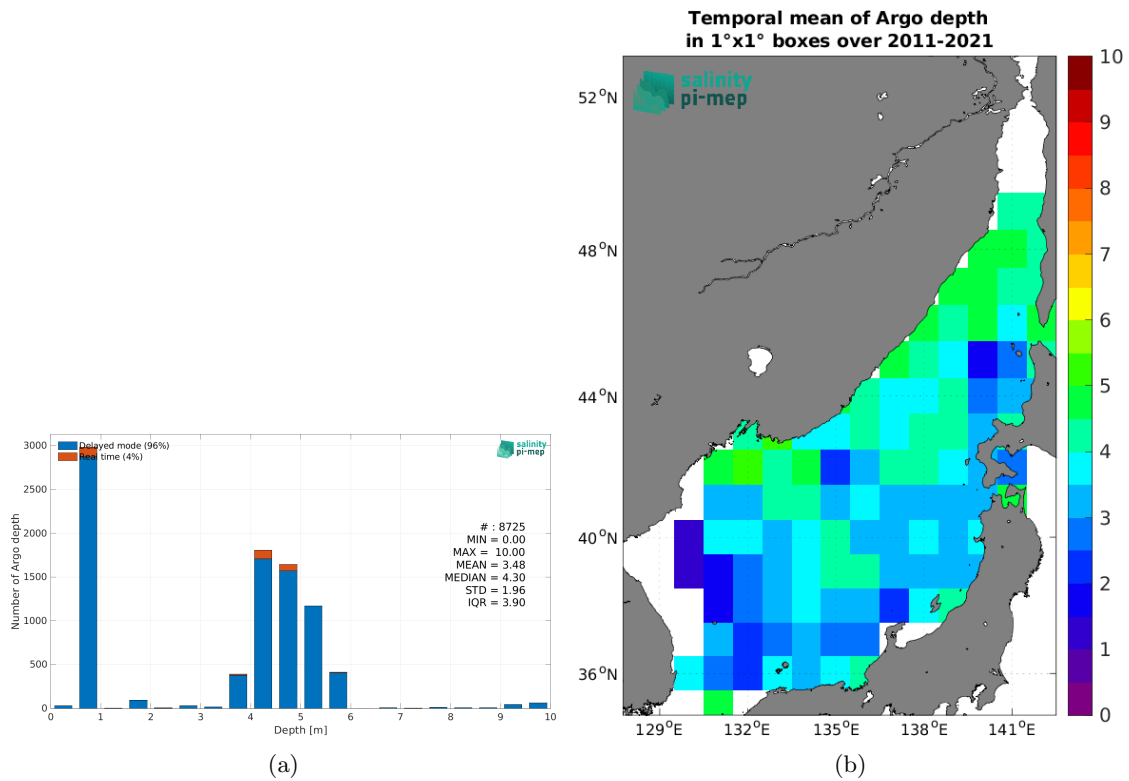 Temporal mean of Argo depth
in 1°x1° boxes over 2011-2021
salinity
pi-mep
52°N
48°N
44°N
40°N
36°N
129°E
132°E
135°E
138°E
141°E
10
9
8
7
6
5
4
3
2
1
0
(b)
Delayed mode (96%)
Real time (4%)
salinity
pi-mep
# : 8725
MIN = 0.00
MAX = 10.00
MEAN = 3.48
MEDIAN = 4.30
STD = 1.96
IQR = 3.90
Number of Argo depth
3000
2500
2000
1500
1000
500
0
0
1
2
3
4
5
6
7
8
9
10
Depth [m]
(a)